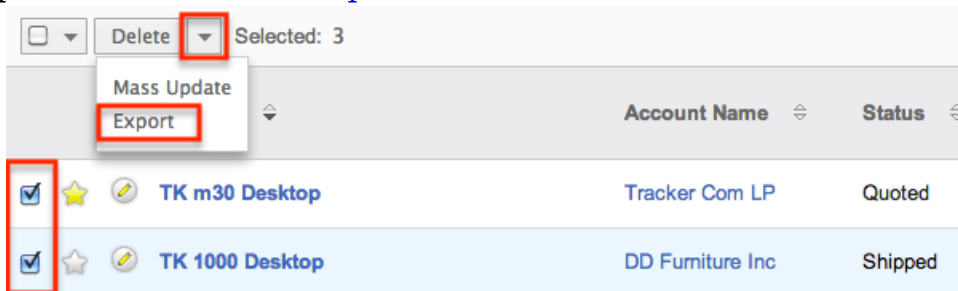 Delete Selected: 3
Mass Update
Export
Account Name Status
TK m30 Desktop Tracker Com LP Quoted
TK 1000 Desktop DD Furniture Inc Shipped